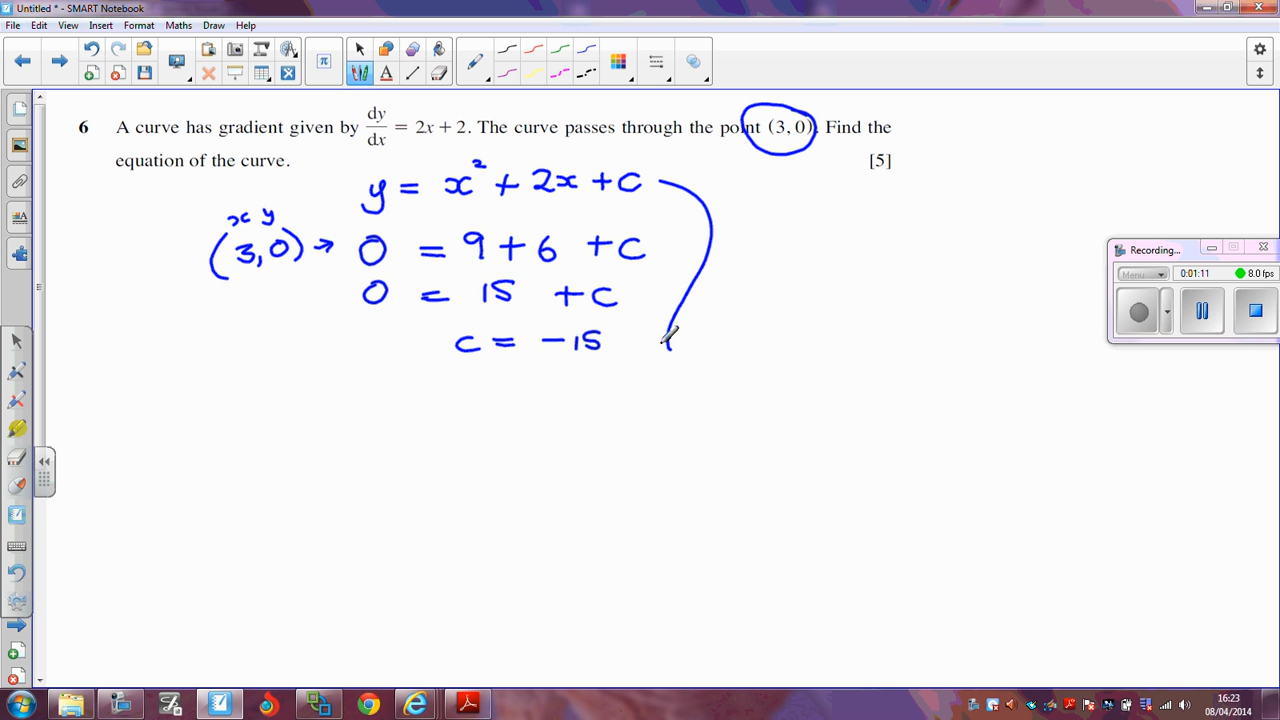 Untitled * - SMART Notebook
File Edit View Insert Format Maths Draw Help
6 A curve has gradient given by dy/dx = 2x + 2. The curve passes through the point (3, 0). Find the
equation of the curve. [5]
y = x² + 2x + c
x y
(3,0) → 0 = 9 + 6 + c
0 = 15 + c
c = -15
Recording...
Menu 0:01:11 8.0 fps
16:23
08/04/2014